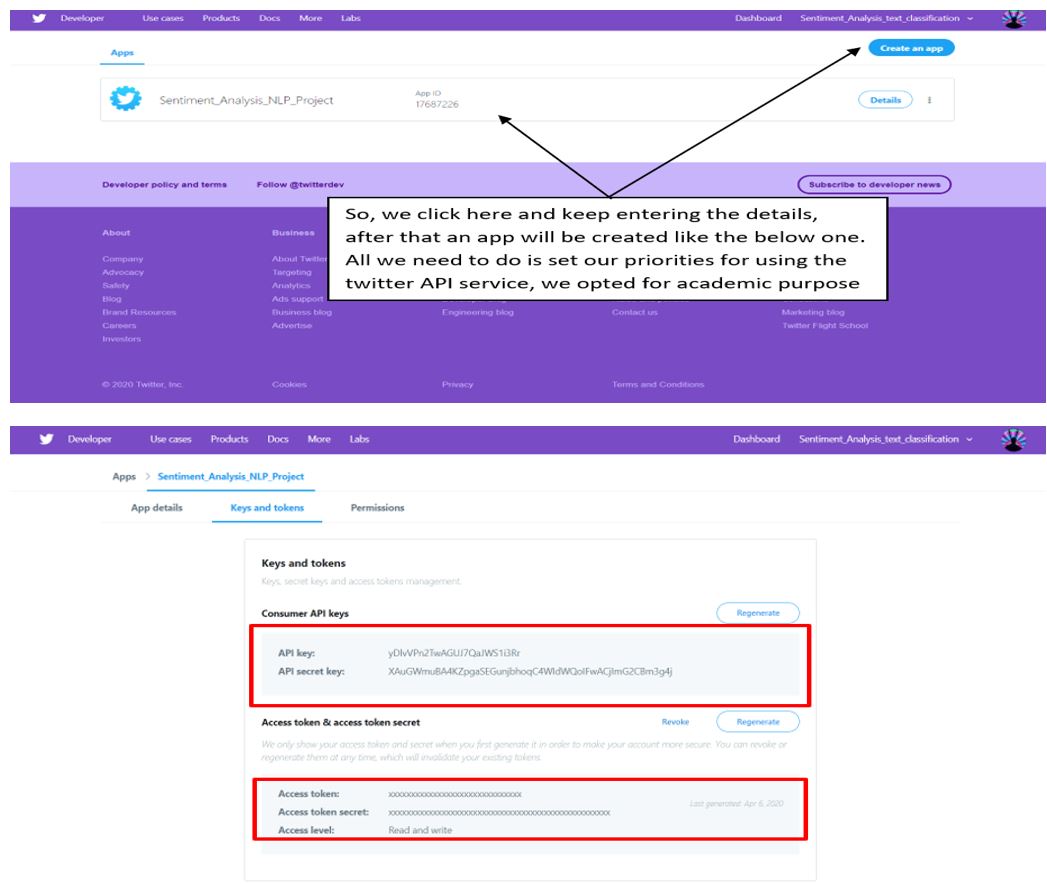 Developer Use cases Products Docs More Labs Dashboard Sentiment_Analysis_text_classification
Apps Create an app
Sentiment_Analysis_NLP_Project
App ID
17687226
Details
Developer policy and terms Follow @twitterdev Subscribe to developer news
So, we click here and keep entering the details,
after that an app will be created like the below one.
All we need to do is set our priorities for using the
twitter API service, we opted for academic purpose
About Business
Company About Twitter
Advocacy Targeting
Safety Analytics
Blog Ads support
Brand Resources Business blog Engineering blog Contact us Marketing blog
Careers Advertise Twitter Flight School
Investors
© 2020 Twitter, Inc. Cookies Privacy Terms and Conditions
Developer Use cases Products Docs More Labs Dashboard Sentiment_Analysis_text_classification
Apps > Sentiment_Analysis_NLP_Project
App details Keys and tokens Permissions
Keys and tokens
Keys, secret keys and access tokens management.
Consumer API keys Regenerate
API key:
API secret key:
Access token & access token secret Revoke Regenerate
We only show your access token and secret when you first generate it in order to make your account more secure. You can revoke or
regenerate them at any time, which will invalidate your existing tokens.
Access token:
Last generated: Apr 6, 2020
Access token secret:
Access level: Read and write